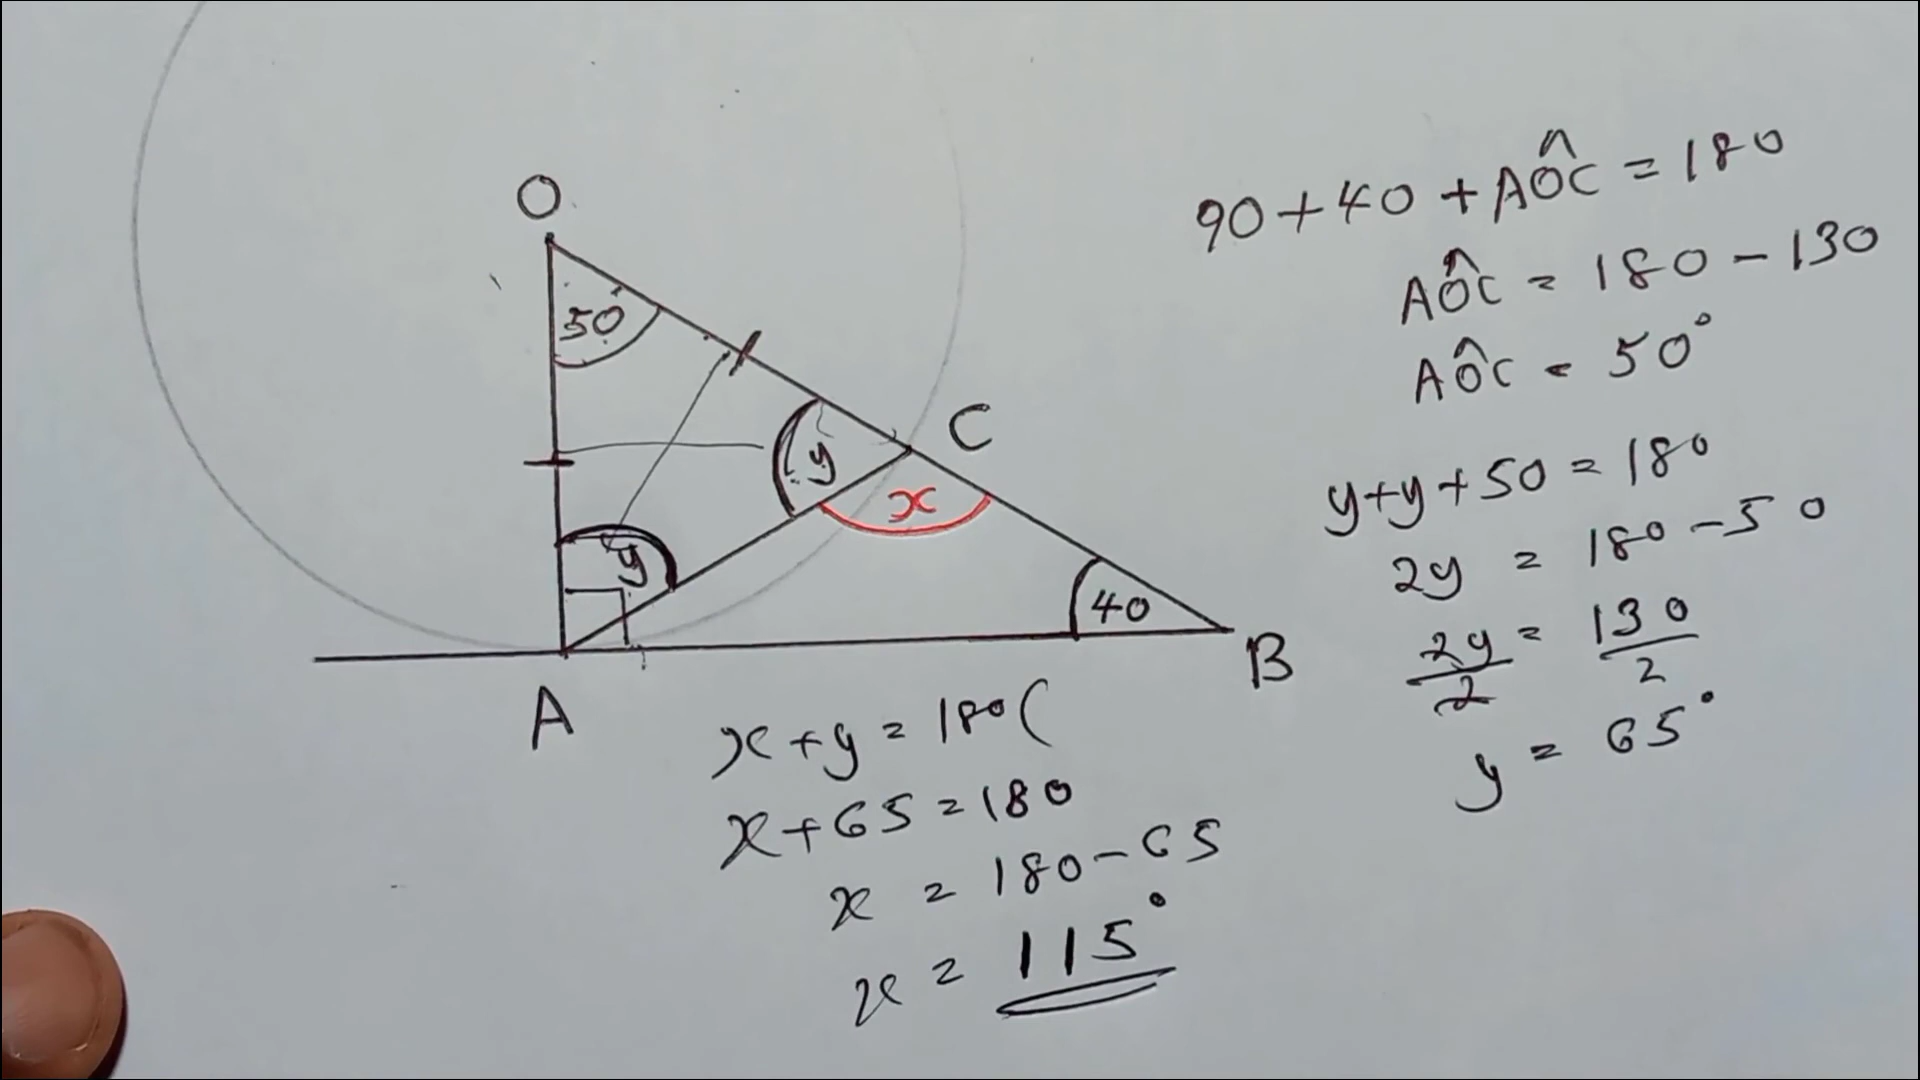 O
50
C
y
x
y
40
B
A
90+40+AÔC=180
AÔC=180-130
AÔC=50°
y+y+50=180
2y=180-50
2y/2=130/2
y=65°
x+y=180(
x+65=180
x=180-65
x=115°